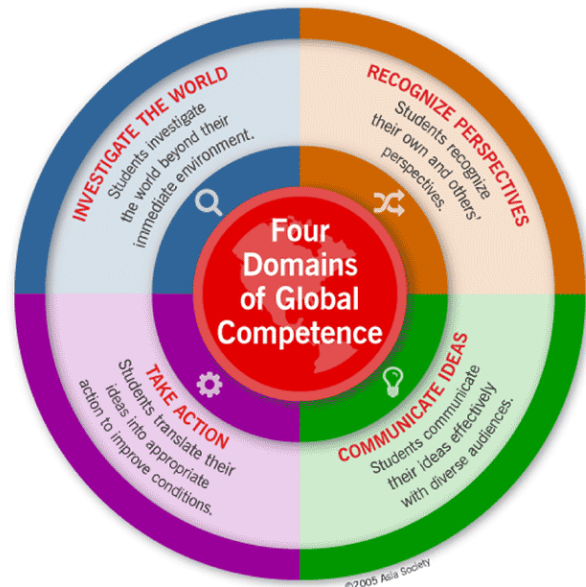 INVESTIGATE THE WORLD
Students investigate
the world beyond their
immediate environment.
RECOGNIZE PERSPECTIVES
Students recognize
their own and others'
perspectives.
Four
Domains
of Global
Competence
TAKE ACTION
Students translate their
ideas into appropriate
action to improve conditions.
COMMUNICATE IDEAS
Students communicate
their ideas effectively
with diverse audiences.
©2005 Asia Society